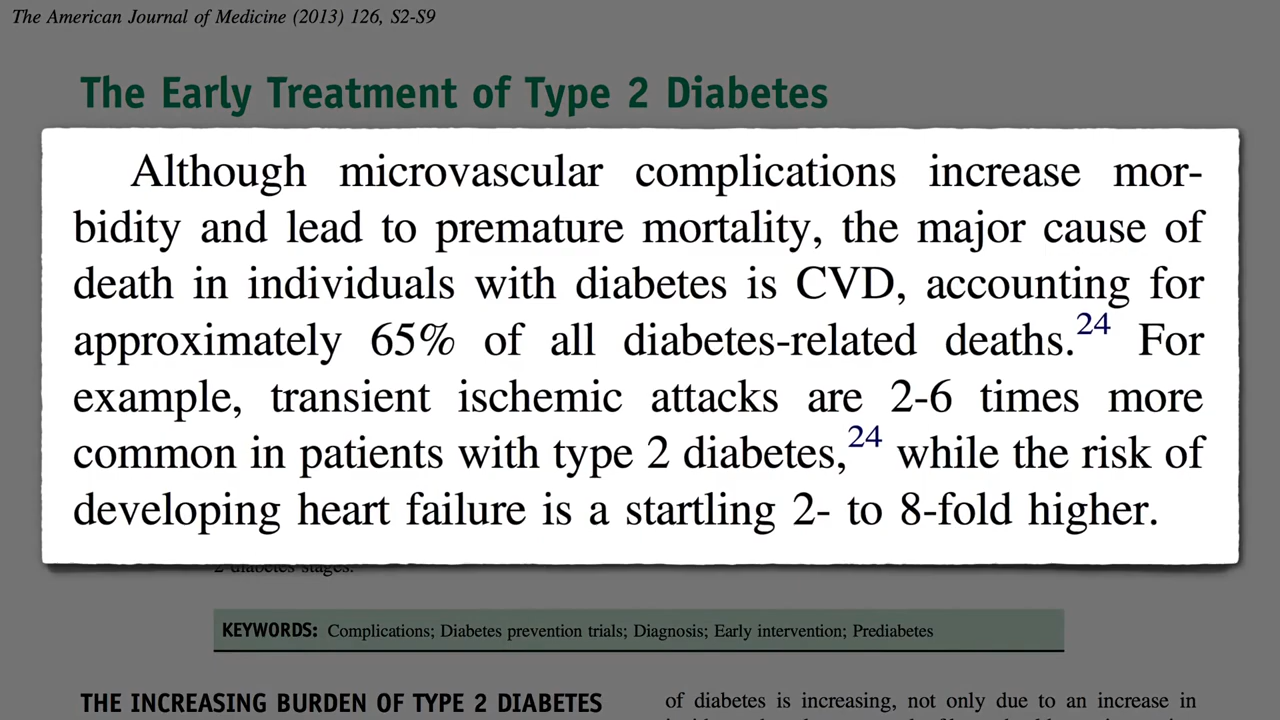 The American Journal of Medicine (2013) 126, S2-S9
The Early Treatment of Type 2 Diabetes
Although microvascular complications increase mor-
bidity and lead to premature mortality, the major cause of
death in individuals with diabetes is CVD, accounting for
approximately 65% of all diabetes-related deaths.24 For
example, transient ischemic attacks are 2-6 times more
common in patients with type 2 diabetes,24 while the risk of
developing heart failure is a startling 2- to 8-fold higher.
2 diabetes stages.
KEYWORDS: Complications; Diabetes prevention trials; Diagnosis; Early intervention; Prediabetes
THE INCREASING BURDEN OF TYPE 2 DIABETES
of diabetes is increasing, not only due to an increase in